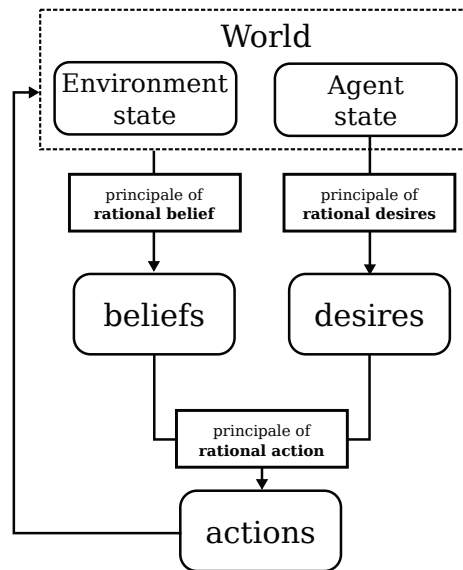 World
Environment
state
Agent
state
principale of
rational belief
principale of
rational desires
beliefs
desires
principale of
rational action
actions